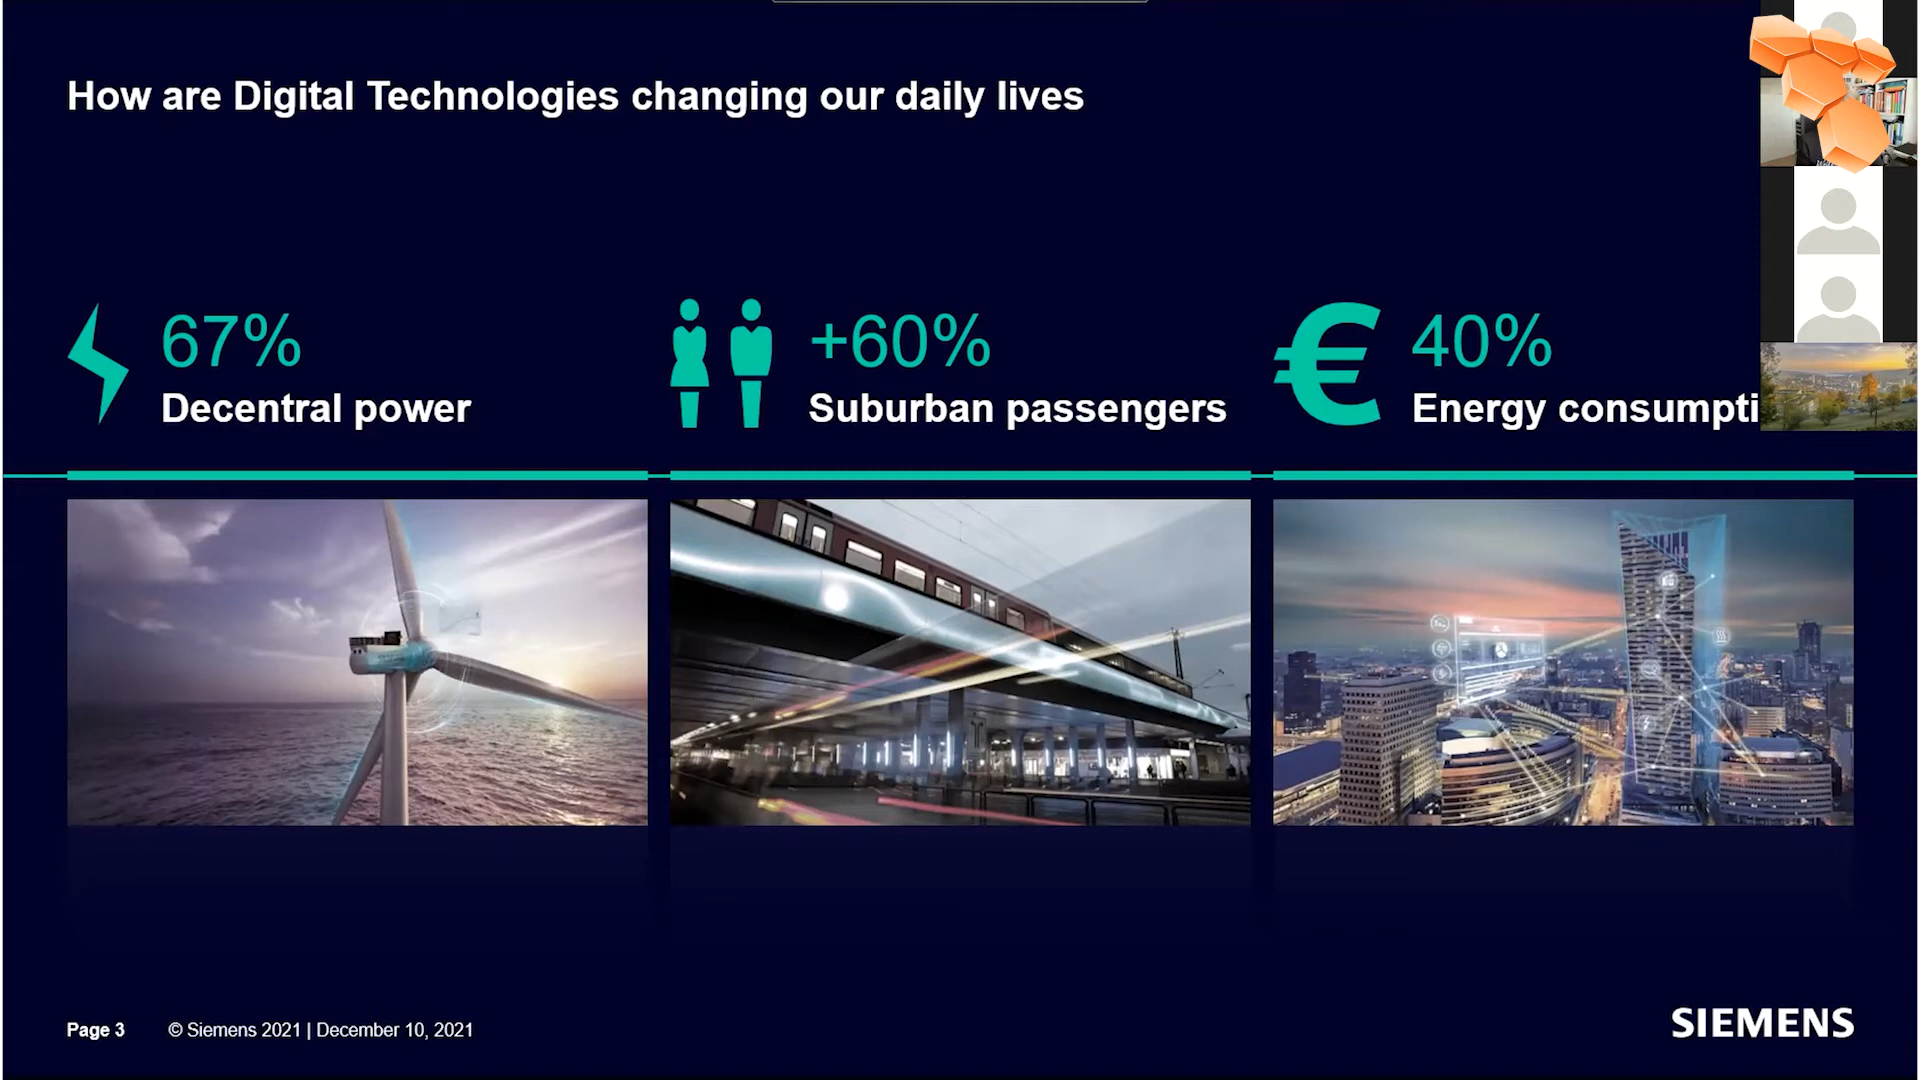 How are Digital Technologies changing our daily lives
67%
Decentral power
+60%
Suburban passengers
€ 40%
Energy consumpti
Page 3 © Siemens 2021 | December 10, 2021
SIEMENS